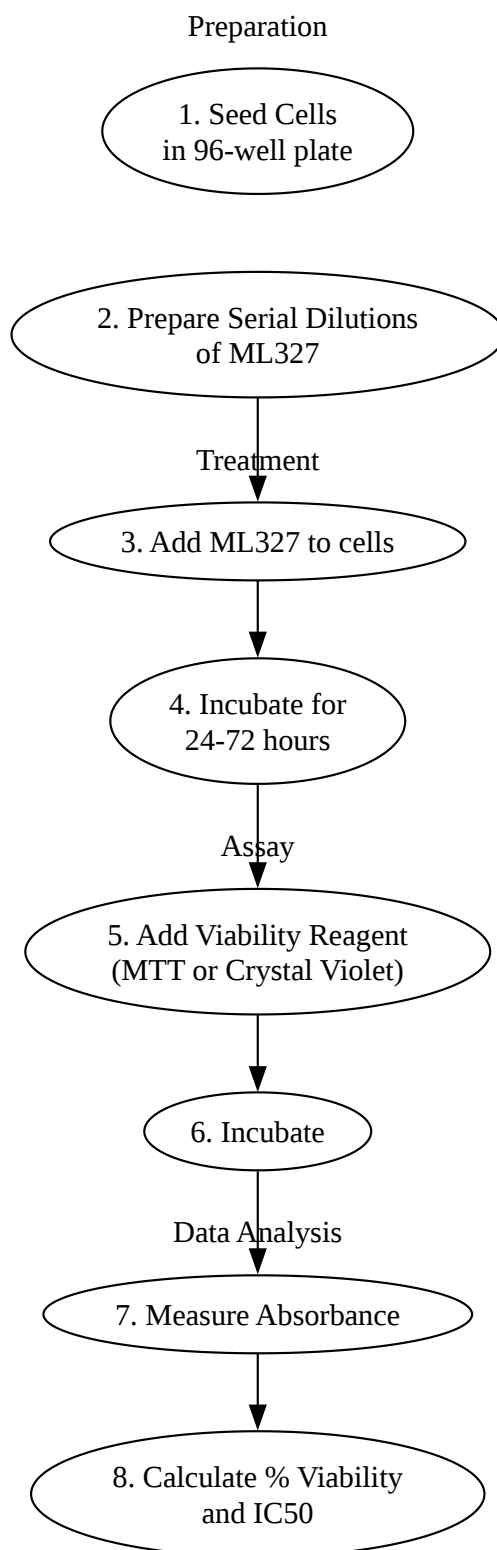 Preparation
1. Seed Cells
in 96-well plate
2. Prepare Serial Dilutions
of ML327
Treatment
3. Add ML327 to cells
4. Incubate for
24-72 hours
Assay
5. Add Viability Reagent
(MTT or Crystal Violet)
6. Incubate
Data Analysis
7. Measure Absorbance
8. Calculate % Viability
and IC50